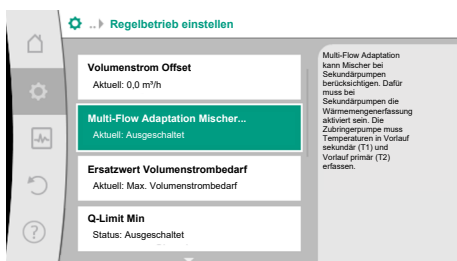 ..▸ Regelbetrieb einstellen
Volumenstrom Offset
Aktuell: 0,0 m³/h
Multi-Flow Adaptation Mischer...
Aktuell: Ausgeschaltet
Ersatzwert Volumenstrombedarf
Aktuell: Max. Volumenstrombedarf
Q-Limit Min
Status: Ausgeschaltet
Multi-Flow Adaptation
kann Mischer bei
Sekundärpumpen
berücksichtigen. Dafür
muss bei
Sekundärpumpen die
Wärmemengenerfassung
aktiviert sein. Die
Zubringerpumpe muss
Temperaturen in Vorlauf
sekundär (T1) und
Vorlauf primär (T2)
erfassen.
?